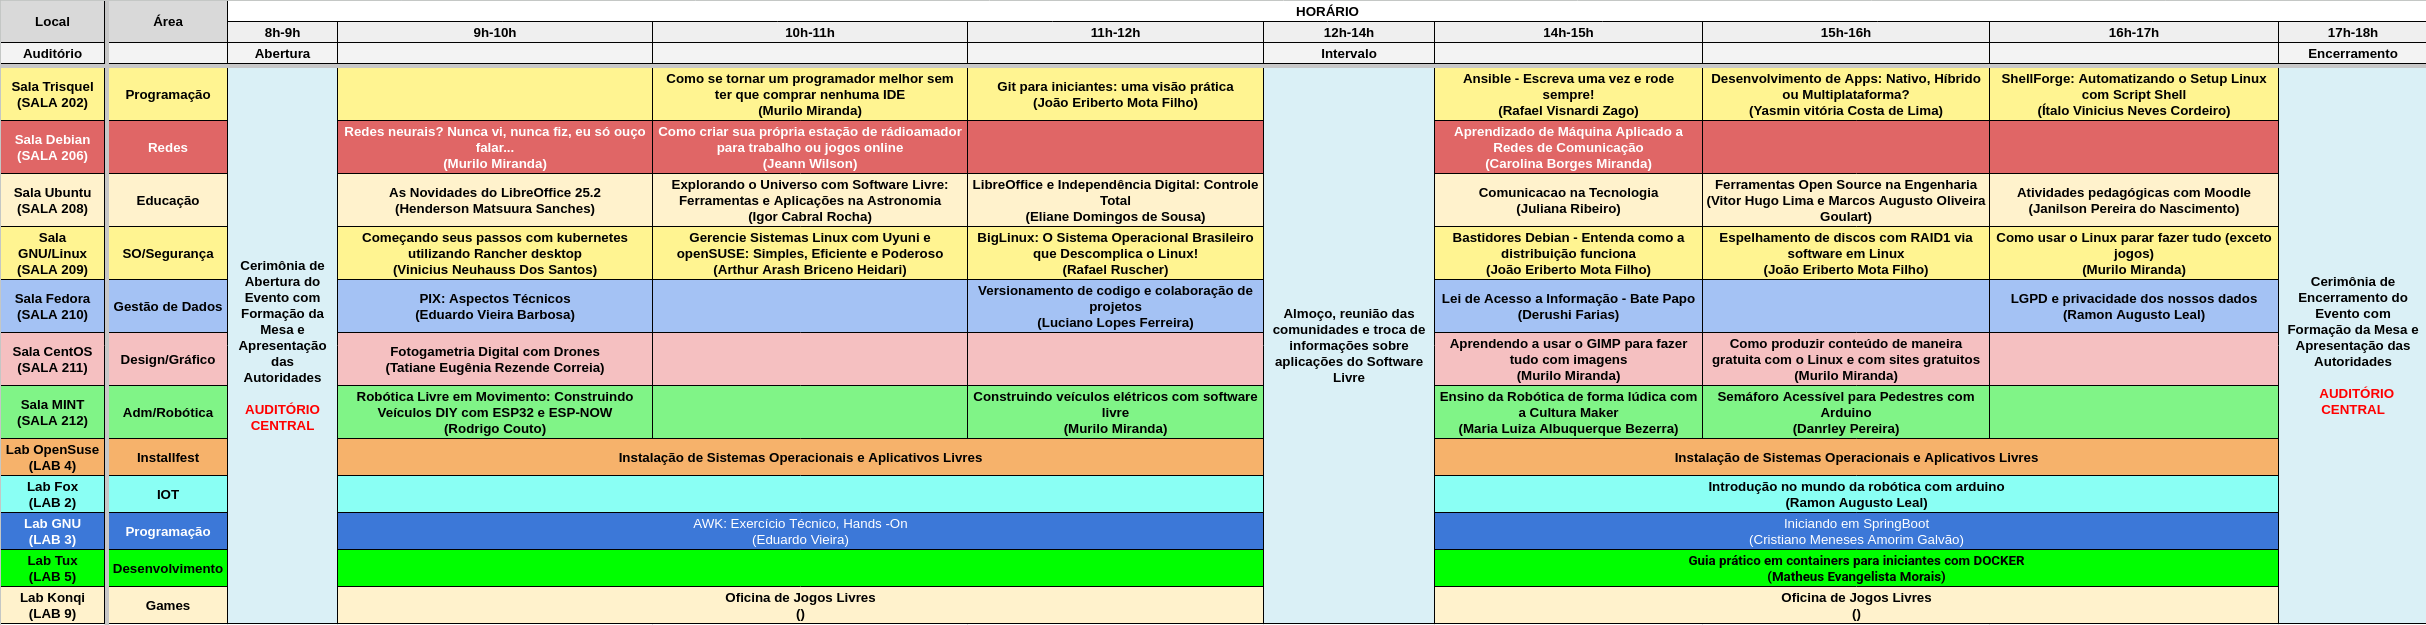 Local
Área
HORÁRIO
8h-9h
9h-10h
10h-11h
11h-12h
12h-14h
14h-15h
15h-16h
16h-17h
17h-18h
Auditório
Abertura
Intervalo
Encerramento
Cerimônia de
Abertura do
Evento com
Formação da
Mesa e
Apresentação
das
Autoridades
AUDITÓRIO
CENTRAL
Sala Trisquel
(SALA 202)
Programação
Como se tornar um programador melhor sem
ter que comprar nenhuma IDE
(Murilo Miranda)
Git para iniciantes: uma visão prática
(João Eriberto Mota Filho)
Almoço, reunião das
comunidades e troca de
informações sobre
aplicações do Software
Livre
Ansible - Escreva uma vez e rode
sempre!
(Rafael Visnardi Zago)
Desenvolvimento de Apps: Nativo, Híbrido
ou Multiplataforma?
(Yasmin vitória Costa de Lima)
ShellForge: Automatizando o Setup Linux
com Script Shell
(Ítalo Vinicius Neves Cordeiro)
Cerimônia de
Encerramento do
Evento com
Formação da Mesa e
Apresentação das
Autoridades
AUDITÓRIO
CENTRAL
Sala Debian
(SALA 206)
Redes
Redes neurais? Nunca vi, nunca fiz, eu só ouço
falar...
(Murilo Miranda)
Como criar sua própria estação de rádioamador
para trabalho ou jogos online
(Jeann Wilson)
Aprendizado de Máquina Aplicado a
Redes de Comunicação
(Carolina Borges Miranda)
Sala Ubuntu
(SALA 208)
Educação
As Novidades do LibreOffice 25.2
(Henderson Matsuura Sanches)
Explorando o Universo com Software Livre:
Ferramentas e Aplicações na Astronomia
(Igor Cabral Rocha)
LibreOffice e Independência Digital: Controle
Total
(Eliane Domingos de Sousa)
Comunicacao na Tecnologia
(Juliana Ribeiro)
Ferramentas Open Source na Engenharia
(Vitor Hugo Lima e Marcos Augusto Oliveira
Goulart)
Atividades pedagógicas com Moodle
(Janilson Pereira do Nascimento)
Sala
GNU/Linux
(SALA 209)
SO/Segurança
Começando seus passos com kubernetes
utilizando Rancher desktop
(Vinicius Neuhauss Dos Santos)
Gerencie Sistemas Linux com Uyuni e
openSUSE: Simples, Eficiente e Poderoso
(Arthur Arash Briceno Heidari)
BigLinux: O Sistema Operacional Brasileiro
que Descomplica o Linux!
(Rafael Ruscher)
Bastidores Debian - Entenda como a
distribuição funciona
(João Eriberto Mota Filho)
Espelhamento de discos com RAID1 via
software em Linux
(João Eriberto Mota Filho)
Como usar o Linux parar fazer tudo (exceto
jogos)
(Murilo Miranda)
Sala Fedora
(SALA 210)
Gestão de Dados
PIX: Aspectos Técnicos
(Eduardo Vieira Barbosa)
Versionamento de codigo e colaboração de
projetos
(Luciano Lopes Ferreira)
Lei de Acesso a Informação - Bate Papo
(Derushi Farias)
LGPD e privacidade dos nossos dados
(Ramon Augusto Leal)
Sala CentOS
(SALA 211)
Design/Gráfico
Fotogametria Digital com Drones
(Tatiane Eugênia Rezende Correia)
Aprendendo a usar o GIMP para fazer
tudo com imagens
(Murilo Miranda)
Como produzir conteúdo de maneira
gratuita com o Linux e com sites gratuitos
(Murilo Miranda)
Sala MINT
(SALA 212)
Adm/Robótica
Robótica Livre em Movimento: Construindo
Veículos DIY com ESP32 e ESP-NOW
(Rodrigo Couto)
Construindo veículos elétricos com software
livre
(Murilo Miranda)
Ensino da Robótica de forma lúdica com
a Cultura Maker
(Maria Luiza Albuquerque Bezerra)
Semáforo Acessível para Pedestres com
Arduino
(Danrley Pereira)
Lab OpenSuse
(LAB 4)
Installfest
Instalação de Sistemas Operacionais e Aplicativos Livres
Instalação de Sistemas Operacionais e Aplicativos Livres
Lab Fox
(LAB 2)
IOT
Introdução no mundo da robótica com arduino
(Ramon Augusto Leal)
Lab GNU
(LAB 3)
Programação
AWK: Exercício Técnico, Hands -On
(Eduardo Vieira)
Iniciando em SpringBoot
(Cristiano Meneses Amorim Galvão)
Lab Tux
(LAB 5)
Desenvolvimento
Guia prático em containers para iniciantes com DOCKER
(Matheus Evangelista Morais)
Lab Konqi
(LAB 9)
Games
Oficina de Jogos Livres
()
Oficina de Jogos Livres
()